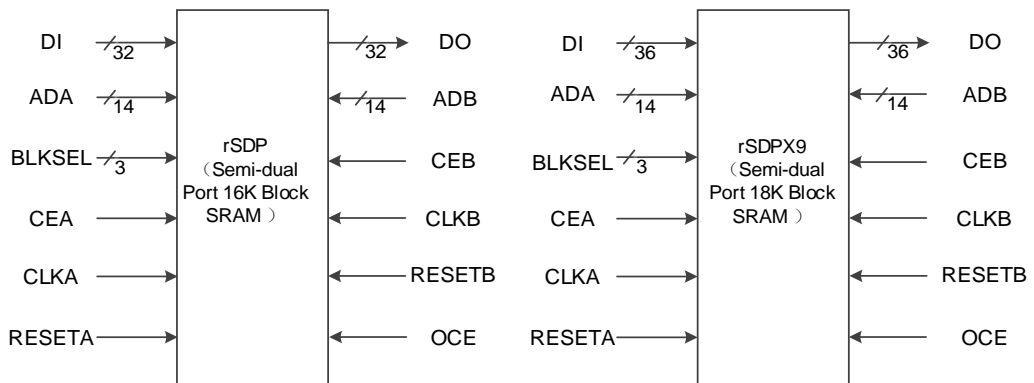 DI
32
ADA
14
BLKSEL
3
CEA
CLKA
RESETA
rSDP
（Semi-dual
Port 16K Block
SRAM ）
32
DO
14
ADB
CEB
CLKB
RESETB
OCE
DI
36
ADA
14
BLKSEL
3
CEA
CLKA
RESETA
rSDPX9
（Semi-dual
Port 18K Block
SRAM ）
36
DO
14
ADB
CEB
CLKB
RESETB
OCE